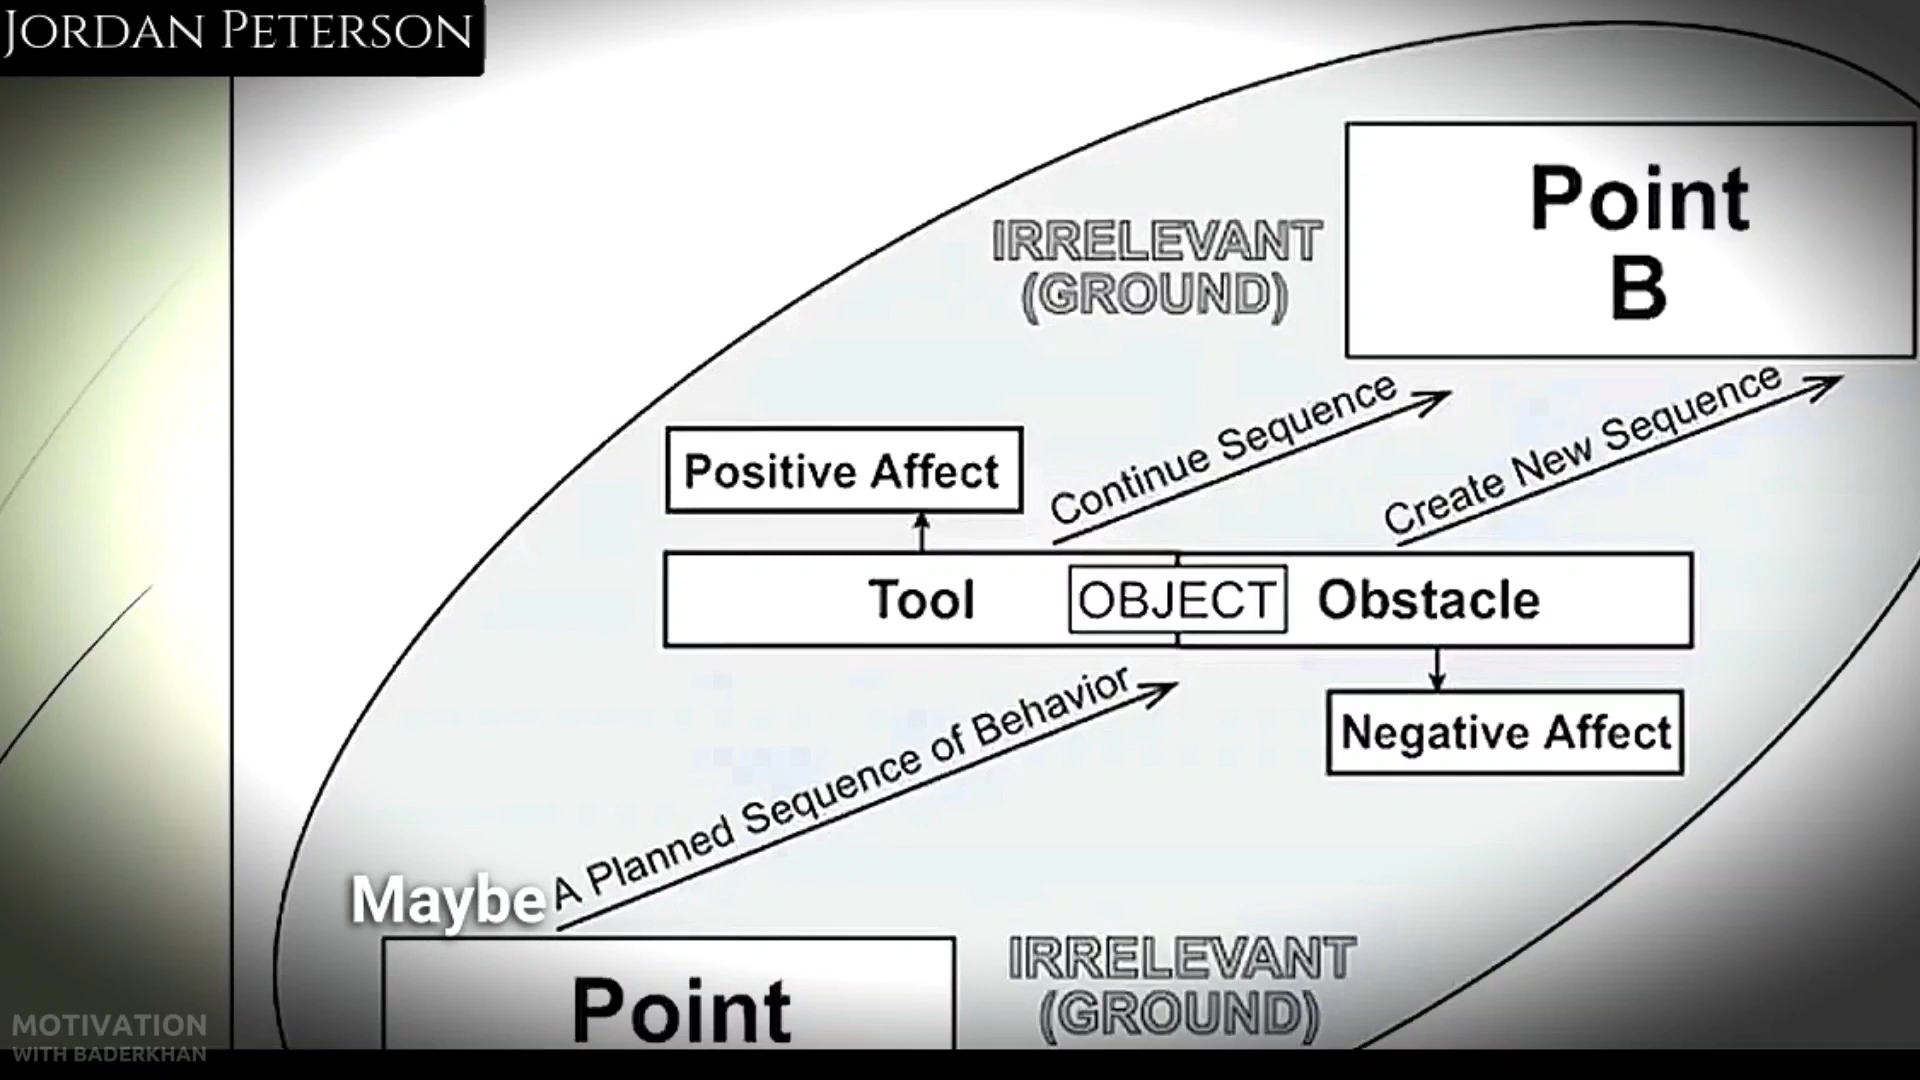 JORDAN PETERSON
Point
B
IRRELEVANT
(GROUND)
Continue Sequence
Create New Sequence
Positive Affect
Tool
OBJECT
Obstacle
Negative Affect
A Planned Sequence of Behavior
Maybe
Point
IRRELEVANT
(GROUND)
MOTIVATION
WITH BADERKHAN